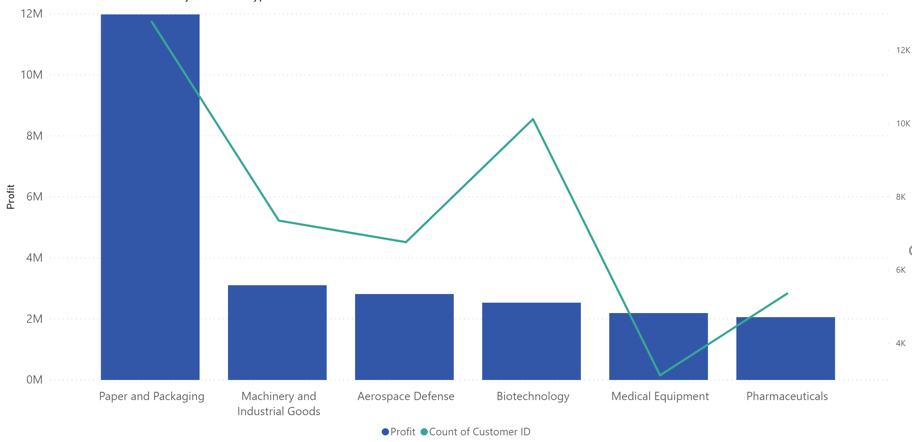 12M
10M
8M
6M
4M
2M
0M
Profit
12K
10K
8K
6K
4K
Paper and Packaging
Machinery and
Industrial Goods
Aerospace Defense
Biotechnology
Medical Equipment
Pharmaceuticals
Profit
Count of Customer ID